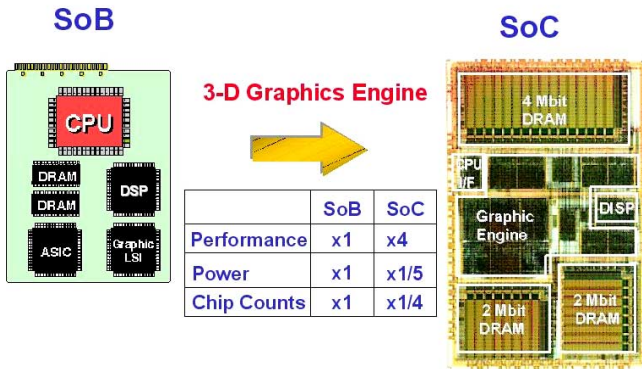 SoB
SoC
CPU
DRAM
DRAM
DSP
ASIC
Graphic
LSI
3-D Graphics Engine
SoB SoC
Performance x1 x4
Power x1 x1/5
Chip Counts x1 x1/4
4 Mbit
DRAM
CPU
I/F
Graphic
Engine
DISP
2 Mbit
DRAM
2 Mbit
DRAM